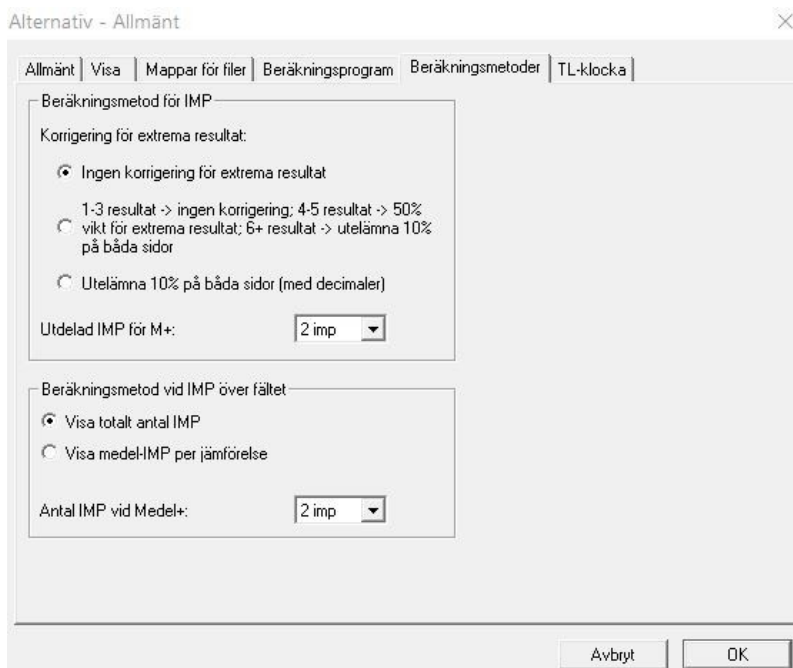 Alternativ - Allmänt
Allmänt Visa Mappar för filer Beräkningsprogram Beräkningsmetoder TL-klocka
Beräkningsmetod för IMP
Korrigering för extrema resultat:
Ingen korrigering för extrema resultat
1-3 resultat -> ingen korrigering; 4-5 resultat -> 50%
vikt för extrema resultat; 6+ resultat -> utelämna 10%
på båda sidor
Utelämna 10% på båda sidor (med decimaler)
Utdelad IMP för M+: 2 imp
Beräkningsmetod vid IMP över fältet
Visa totalt antal IMP
Visa medel-IMP per jämförelse
Antal IMP vid Medel+: 2 imp
Avbryt OK